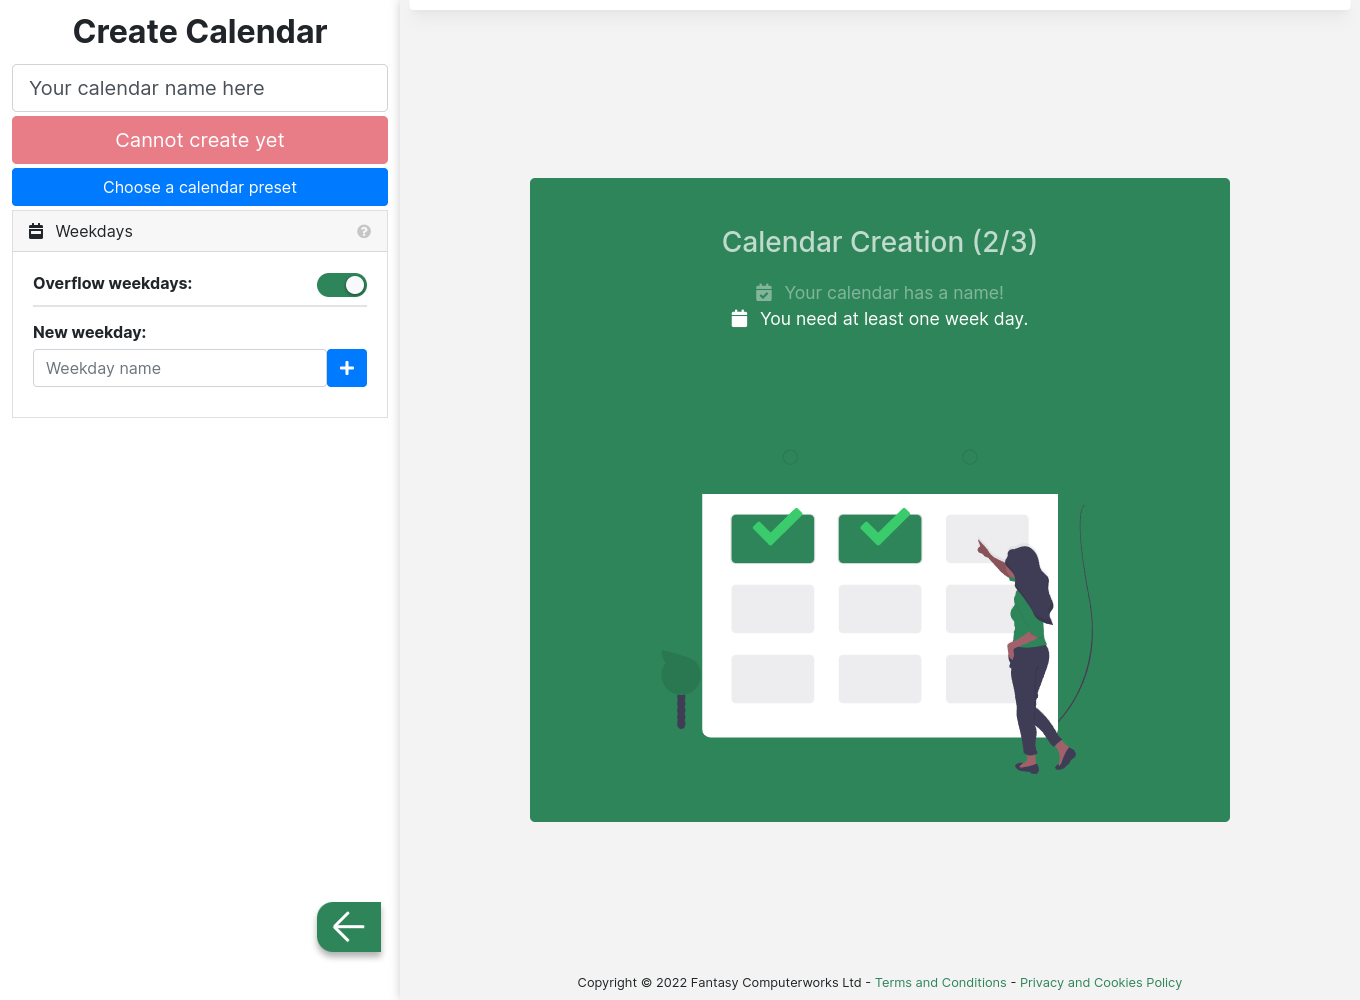 Create Calendar
Your calendar name here
Cannot create yet
Choose a calendar preset
Weekdays
Overflow weekdays:
New weekday:
Weekday name
Calendar Creation (2/3)
Your calendar has a name!
You need at least one week day.
Copyright © 2022 Fantasy Computerworks Ltd - Terms and Conditions - Privacy and Cookies Policy